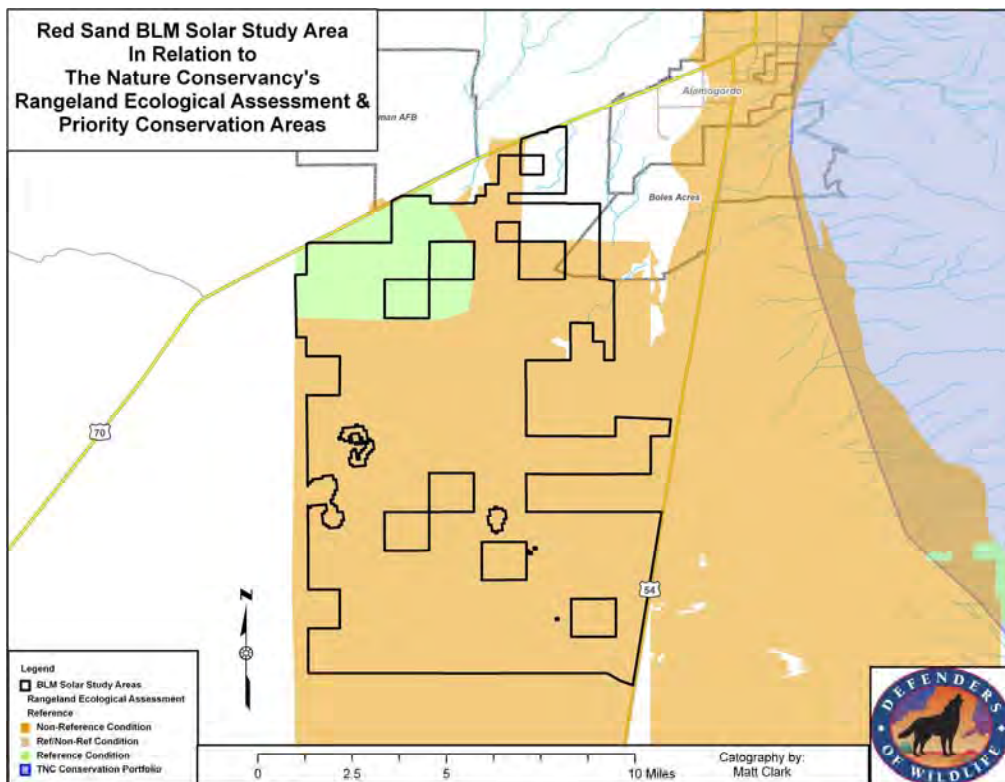 Red Sand BLM Solar Study Area
In Relation to
The Nature Conservancy's
Rangeland Ecological Assessment &
Priority Conservation Areas
man AFB
Alamogordo
Boles Acres
70
54
N
Legend
BLM Solar Study Areas
Rangeland Ecological Assessment
Reference
Non-Reference Condition
Ref/Non-Ref Condition
Reference Condition
TNC Conservation Portfolio
0 2.5 5 10 Miles
Catography by:
Matt Clark
DEFENDERS
OF WILDLIFE